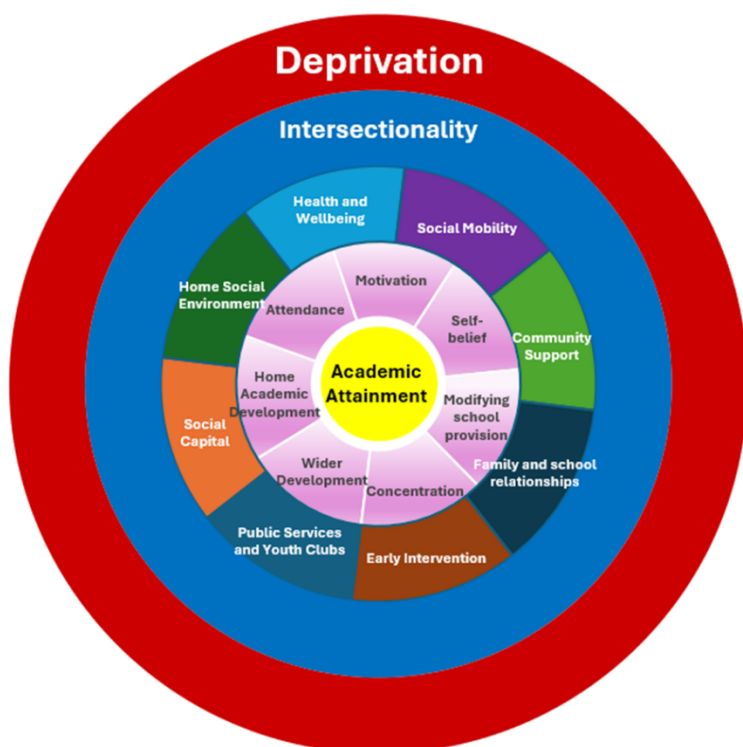 Deprivation
Intersectionality
Health and
Wellbeing
Social Mobility
Community
Support
Family and school
relationships
Early Intervention
Public Services
and Youth Clubs
Social
Capital
Home Social
Environment
Motivation
Self-
belief
Modifying
school
provision
Concentration
Wider
Development
Home
Academic
Development
Attendance
Academic
Attainment